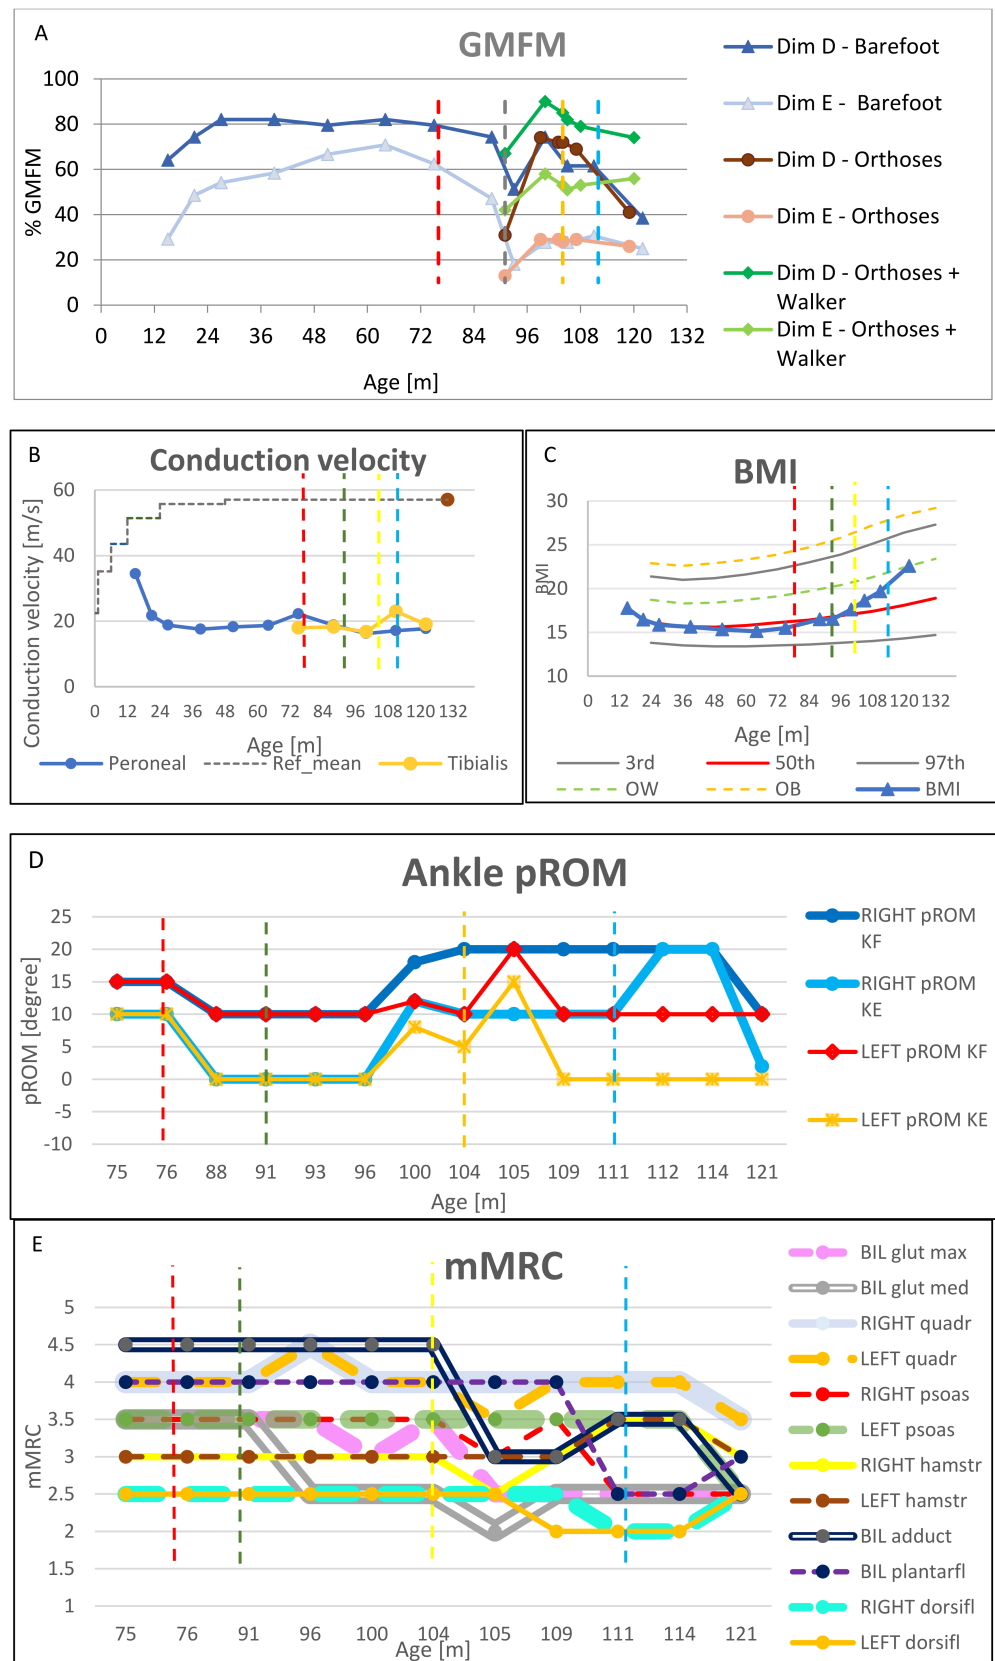 A
GMFM
% GMFM
100
80
60
40
20
0
0 12 24 36 48 60 72 84 96 108 120 132
Age [m]
Dim D - Barefoot
Dim E - Barefoot
Dim D - Orthoses
Dim E - Orthoses
Dim D - Orthoses +
Walker
Dim E - Orthoses +
Walker
B
Conduction velocity
Conduction velocity [m/s]
60
40
20
0
0 12 24 36 48 60 72 84 96 108 120 132
Age [m]
Peroneal Ref_mean Tibialis
C
BMI
BMI
30
25
20
15
10
0 12 24 36 48 60 72 84 96 108 120 132
Age [m]
3rd 50th 97th
OW OB BMI
D
Ankle pROM
pROM [degree]
25
20
15
10
5
0
-5
-10
75 76 88 91 93 96 100 104 105 109 111 112 114 121
Age [m]
RIGHT pROM
KF
RIGHT pROM
KE
LEFT pROM KF
LEFT pROM KE
E
mMRC
mMRC
5
4.5
4
3.5
3
2.5
2
1.5
1
75 76 91 96 100 104 105 109 111 114 121
Age [m]
BIL glut max
BIL glut med
RIGHT quadr
LEFT quadr
RIGHT psoas
LEFT psoas
RIGHT hamstr
LEFT hamstr
BIL adduct
BIL plantarfl
RIGHT dorsifl
LEFT dorsifl